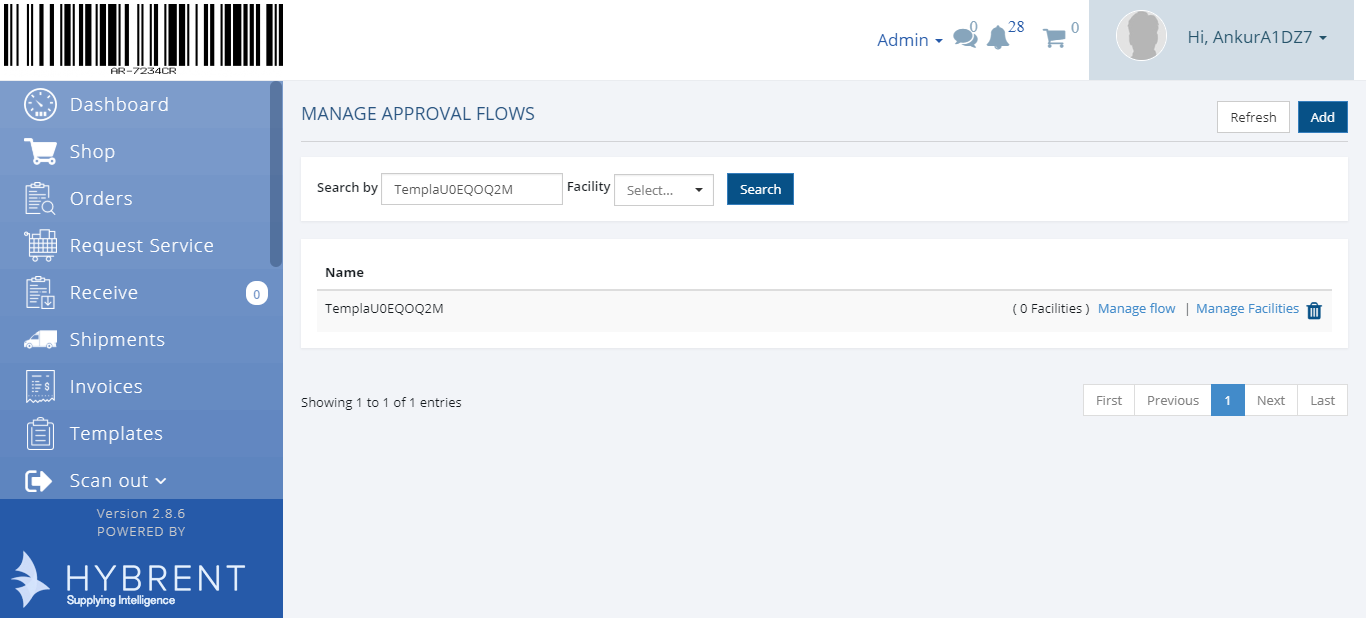 AR-7234CR
Admin
0
28
0
Hi, AnkurA1DZ7
Dashboard
Shop
Orders
Request Service
Receive 0
Shipments
Invoices
Templates
Scan out
Version 2.8.6
POWERED BY
HYBRENT
Supplying Intelligence
MANAGE APPROVAL FLOWS
Refresh Add
Search by TemplaU0EQOQ2M Facility Select... Search
Name
TemplaU0EQOQ2M ( 0 Facilities ) Manage flow | Manage Facilities
Showing 1 to 1 of 1 entries
First Previous 1 Next Last